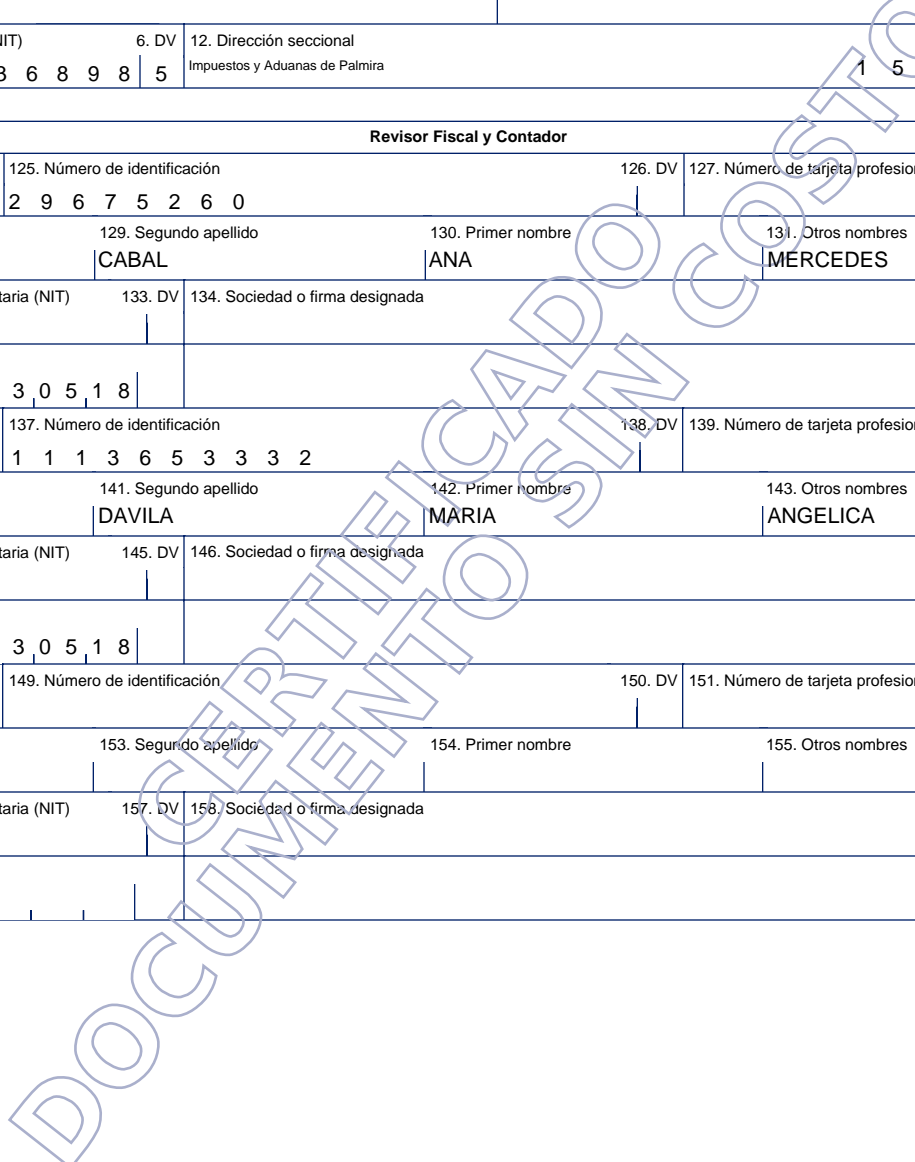 NIT) 6. DV 12. Dirección seccional
6 8 9 8 5 Impuestos y Aduanas de Palmira 1 5
Revisor Fiscal y Contador
125. Número de identificación 126. DV 127. Número de tarjeta profesion
2 9 6 7 5 2 6 0
129. Segundo apellido 130. Primer nombre 131. Otros nombres
CABAL ANA MERCEDES
taria (NIT) 133. DV 134. Sociedad o firma designada
3 0 5 1 8
137. Número de identificación 138. DV 139. Número de tarjeta profesion
1 1 1 3 6 5 3 3 3 2
141. Segundo apellido 142. Primer nombre 143. Otros nombres
DAVILA MARIA ANGELICA
taria (NIT) 145. DV 146. Sociedad o firma designada
3 0 5 1 8
149. Número de identificación 150. DV 151. Número de tarjeta profesion
153. Segundo apellido 154. Primer nombre 155. Otros nombres
taria (NIT) 157. DV 158. Sociedad o firma designada
CERTIFICADO
DOCUMENTO SIN COSTO